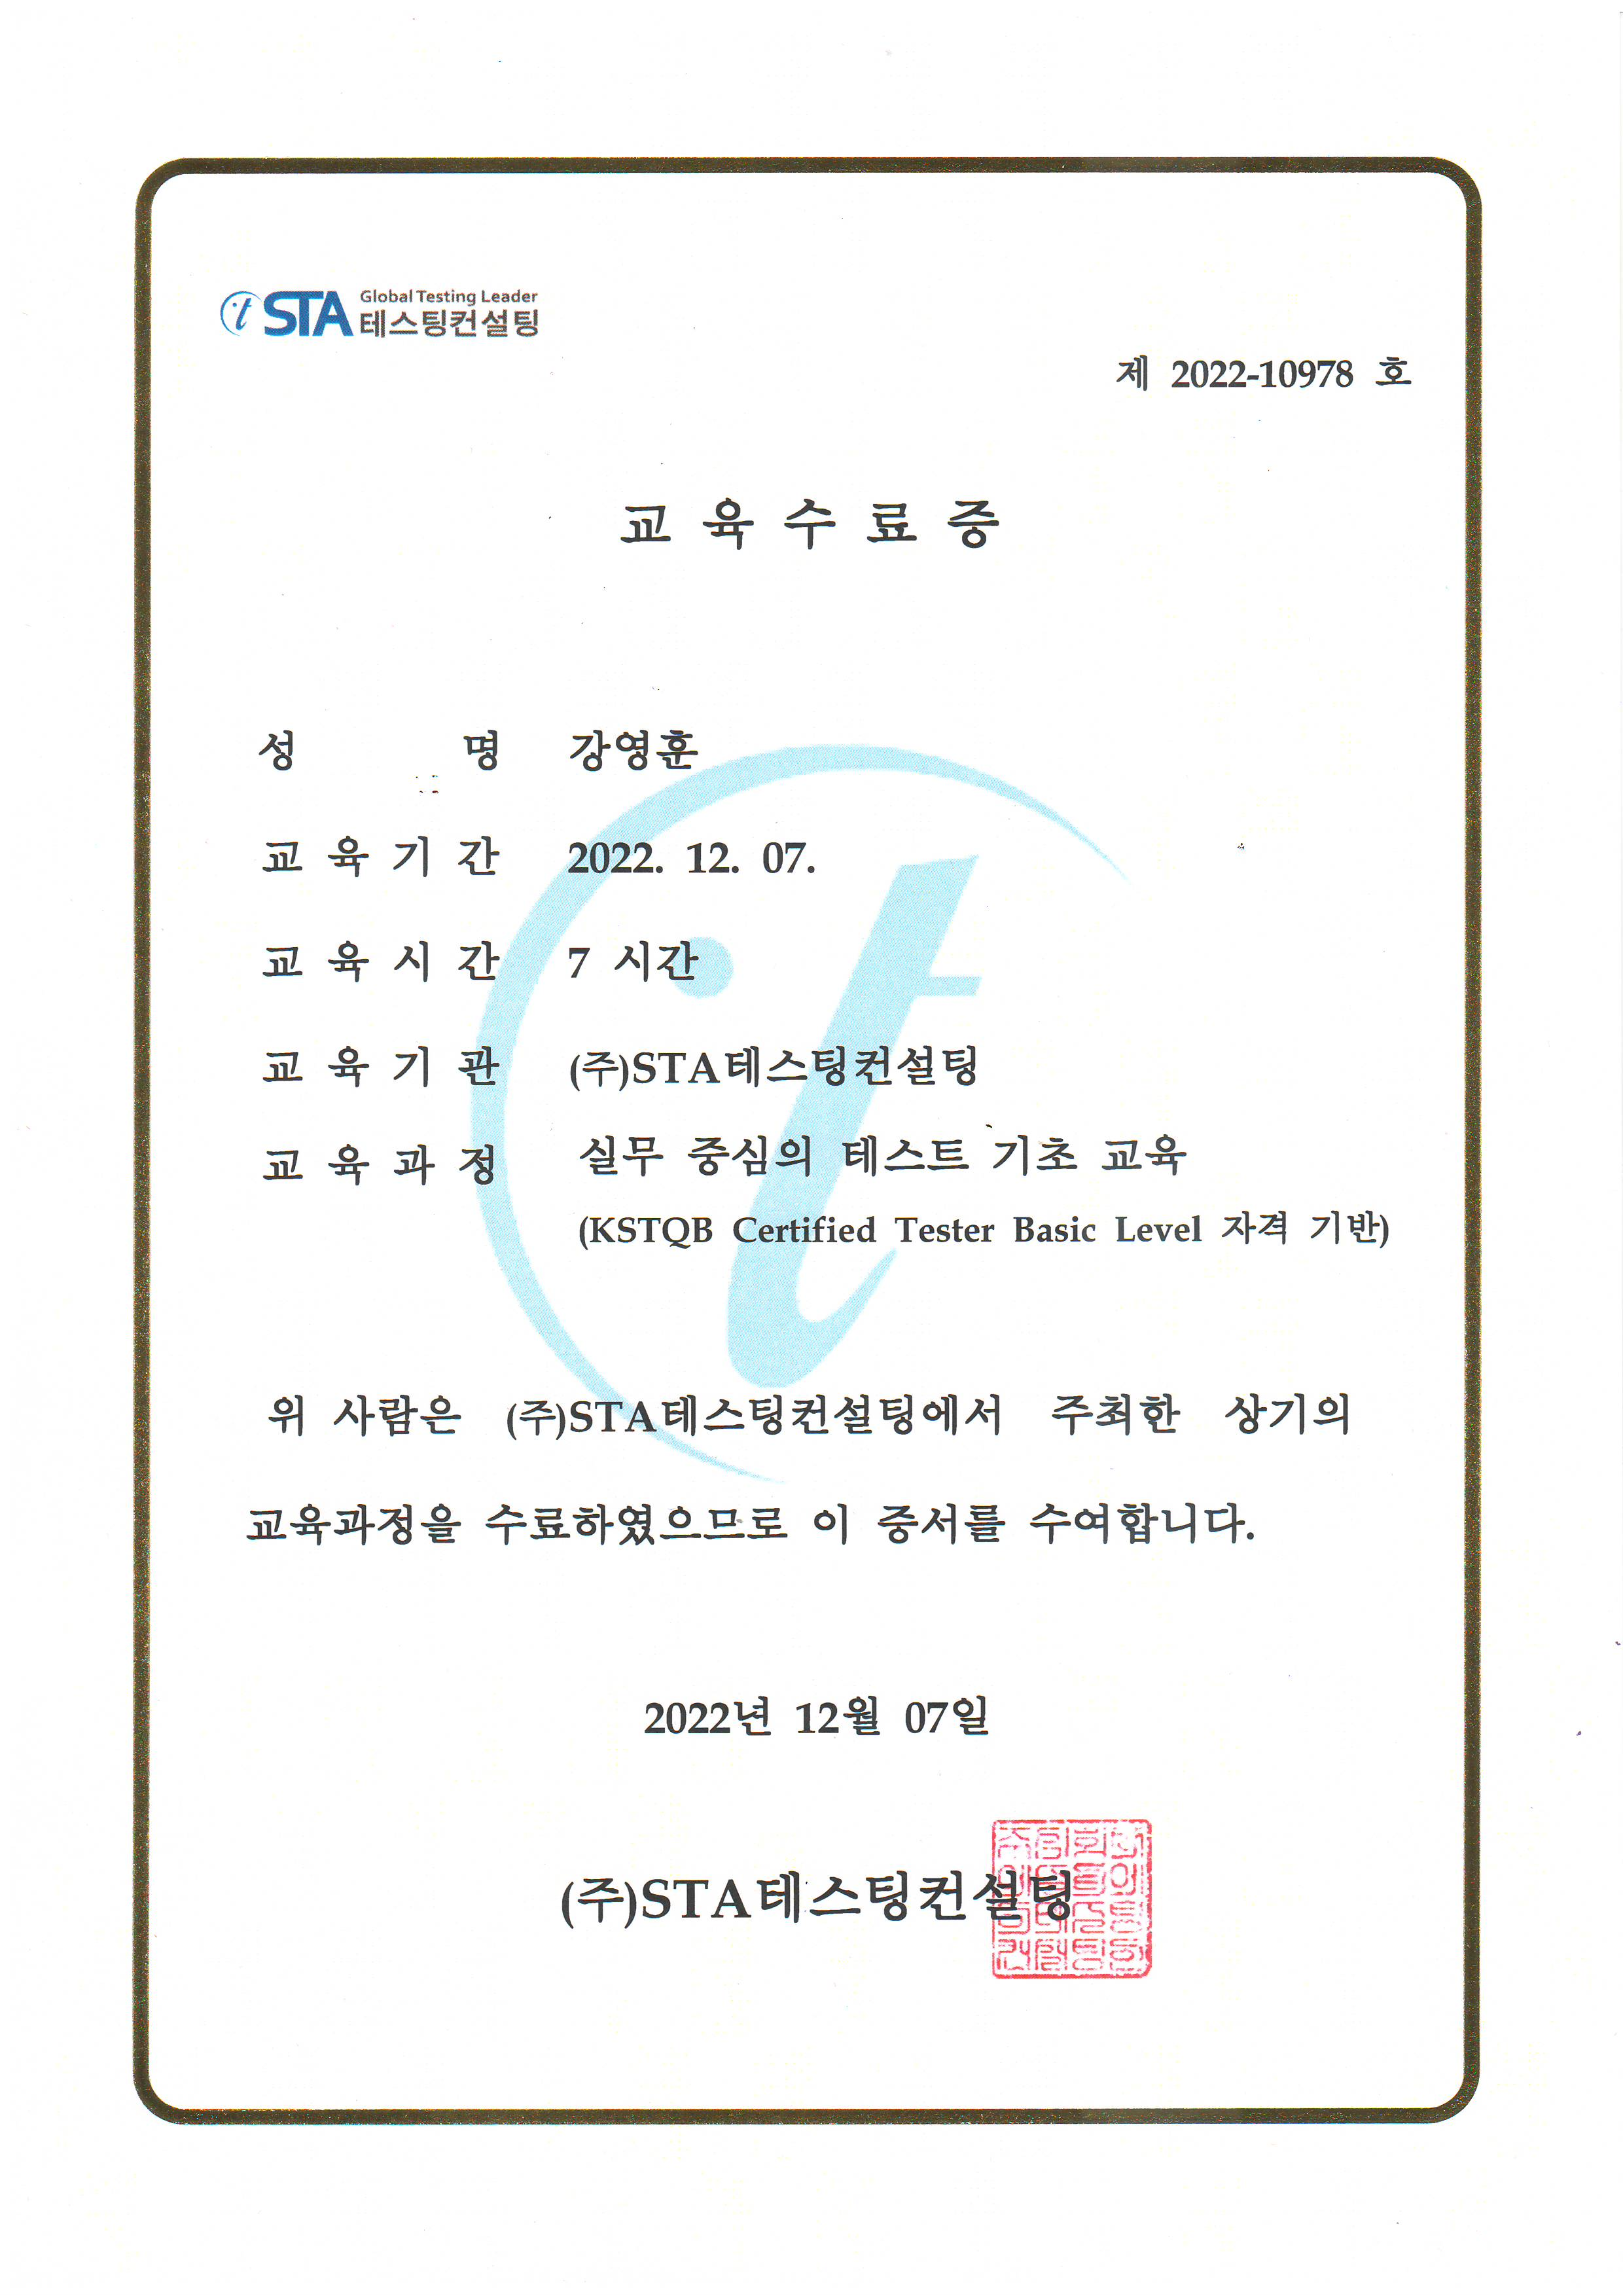 it STA Global Testing Leader
테스팅컨설팅
제 2022-10978 호
교 육 수 료 증
성 명 강영훈
교 육 기 간 2022. 12. 07.
교 육 시 간 7 시간
교 육 기 관 (주)STA테스팅컨설팅
교 육 과 정 실무 중심의 테스트 기초 교육
(KSTQB Certified Tester Basic Level 자격 기반)
위 사람은 (주)STA테스팅컨설팅에서 주최한 상기의
교육과정을 수료하였으므로 이 증서를 수여합니다.
2022년 12월 07일
(주)STA테스팅컨설팅